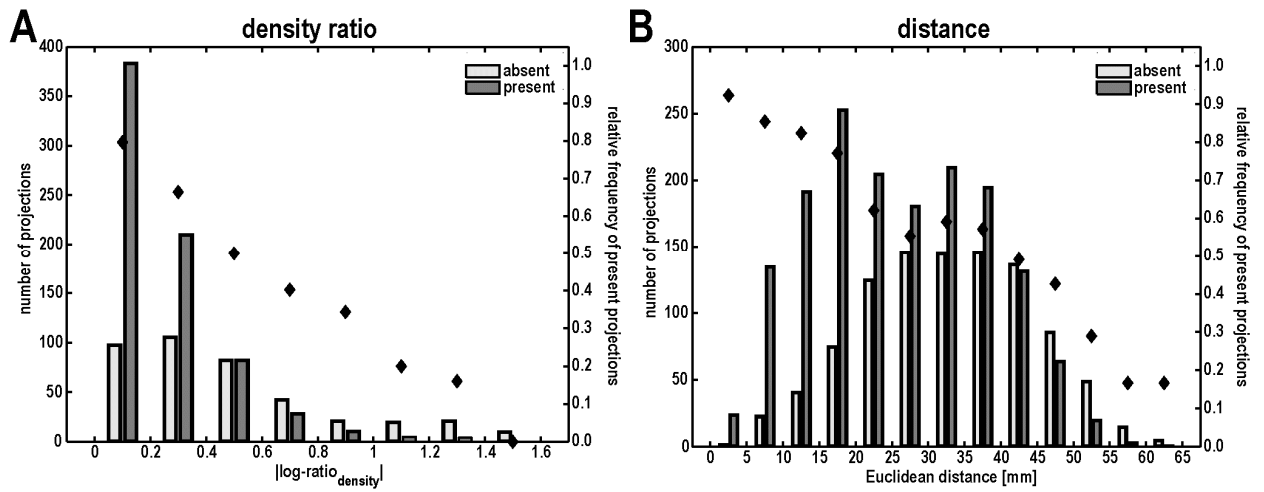 A
density ratio
400
350
300
250
200
150
100
50
0
number of projections
absent
present
1.0
0.9
0.8
0.7
0.6
0.5
0.4
0.3
0.2
0.1
0.0
relative frequency of present projections
0 0.2 0.4 0.6 0.8 1 1.2 1.4 1.6
|log-ratio density|
B
distance
300
250
200
150
100
50
0
number of projections
absent
present
1.0
0.9
0.8
0.7
0.6
0.5
0.4
0.3
0.2
0.1
0.0
relative frequency of present projections
0 5 10 15 20 25 30 35 40 45 50 55 60 65
Euclidean distance [mm]